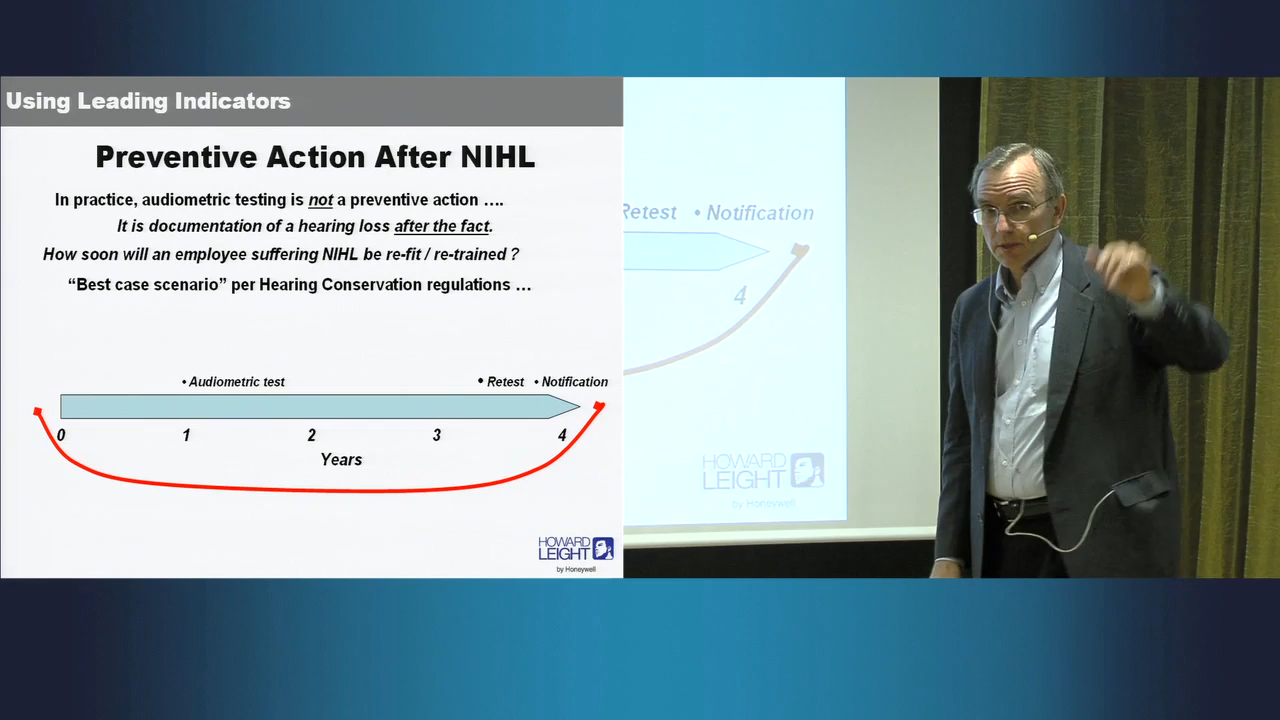 Using Leading Indicators
Preventive Action After NIHL
In practice, audiometric testing is not a preventive action ….
It is documentation of a hearing loss after the fact.
How soon will an employee suffering NIHL be re-fit / re-trained ?
“Best case scenario” per Hearing Conservation regulations …
• Audiometric test • Retest • Notification
0 1 2 3 4
Years
HOWARD
LEIGHT
by Honeywell
Retest • Notification
4
HOWARD
LEIGHT
by Honeywell